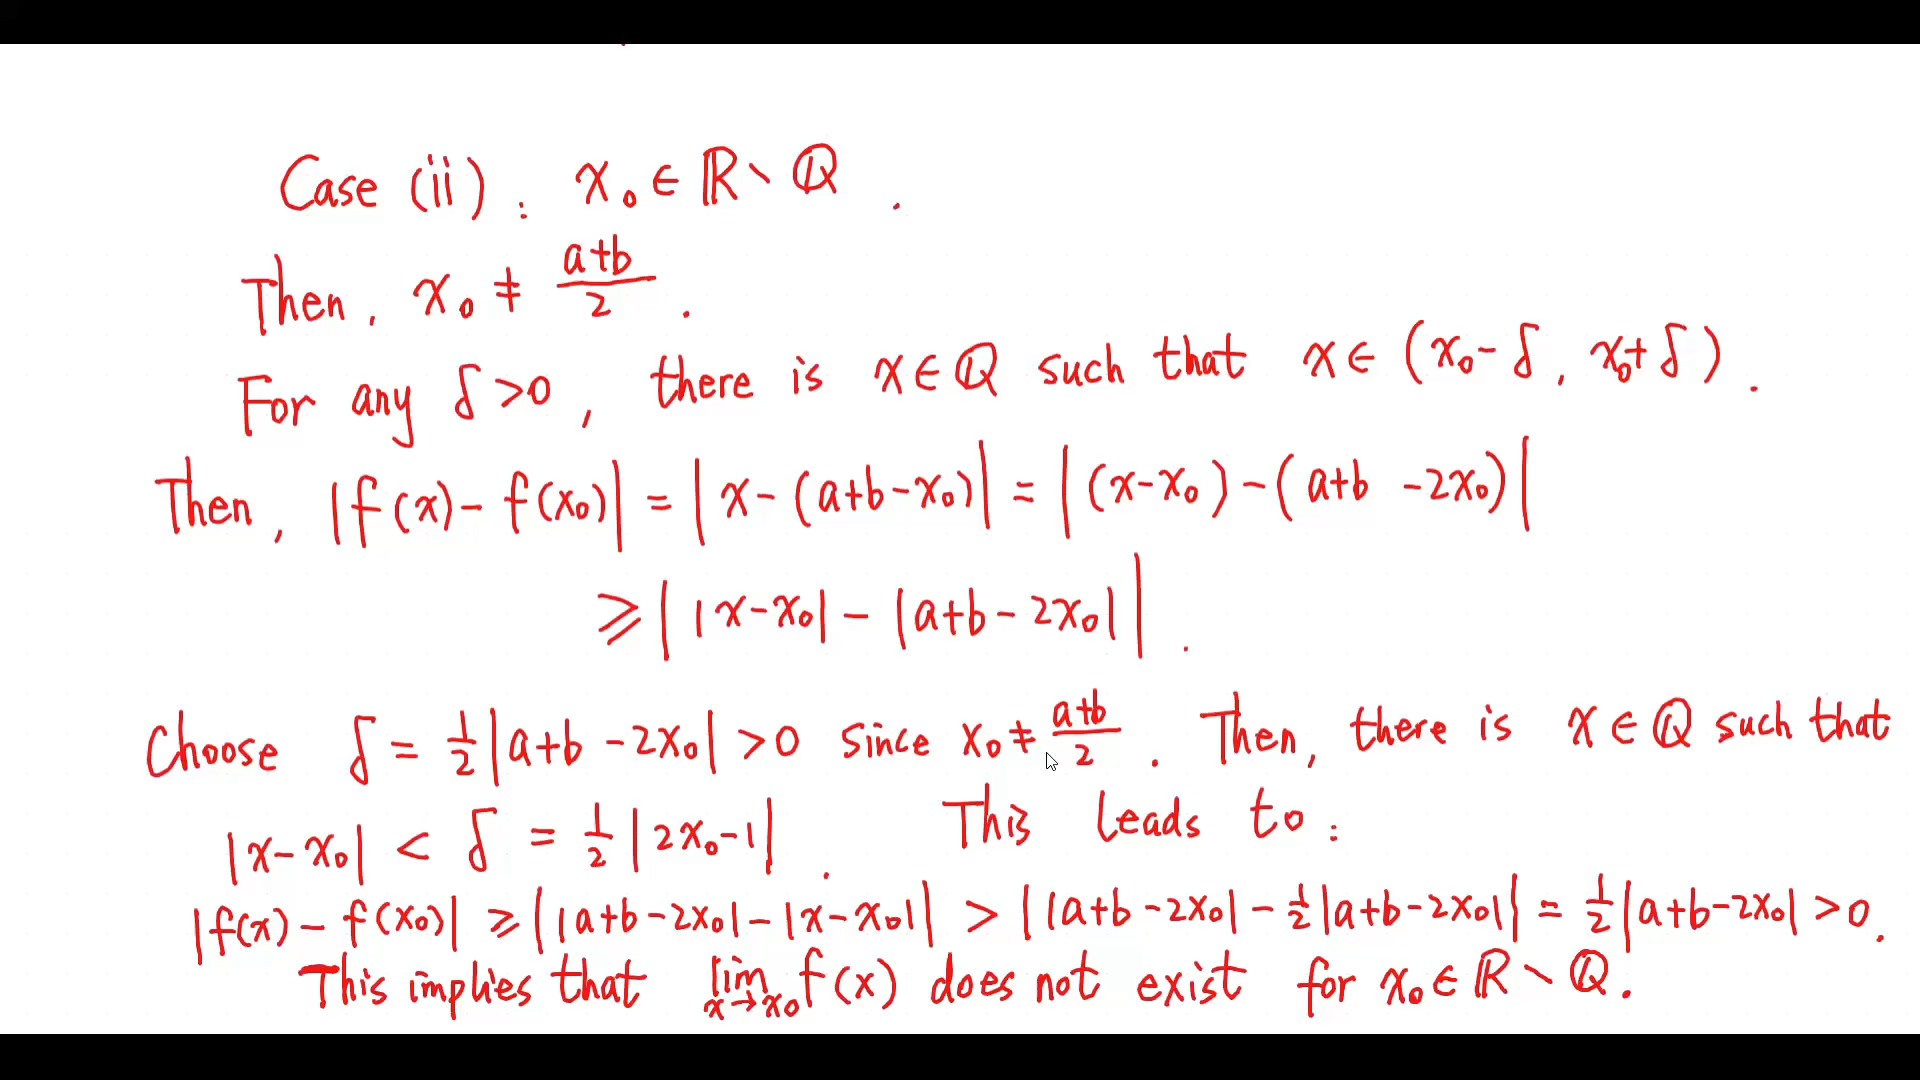 Case (ii) : x₀ ∈ ℝ \ ℚ .
Then, x₀ ≠ (a+b)/2 .
For any δ > 0 , there is x ∈ ℚ such that x ∈ (x₀ - δ , x₀ + δ) .
Then, |f(x) - f(x₀)| = |x - (a+b-x₀)| = |(x-x₀) - (a+b -2x₀)|
⩾ | |x-x₀| - |a+b-2x₀| | .
Choose δ = ½|a+b -2x₀| > 0 since x₀ ≠ (a+b)/2 . Then, there is x ∈ ℚ such that
|x-x₀| < δ = ½|2x₀-1| . This leads to :
|f(x) - f(x₀)| ⩾ ||a+b-2x₀| - |x-x₀|| > ||a+b-2x₀| - ½|a+b-2x₀|| = ½|a+b-2x₀| > 0 .
This implies that lim x→x₀ f(x) does not exist for x₀ ∈ ℝ \ ℚ .